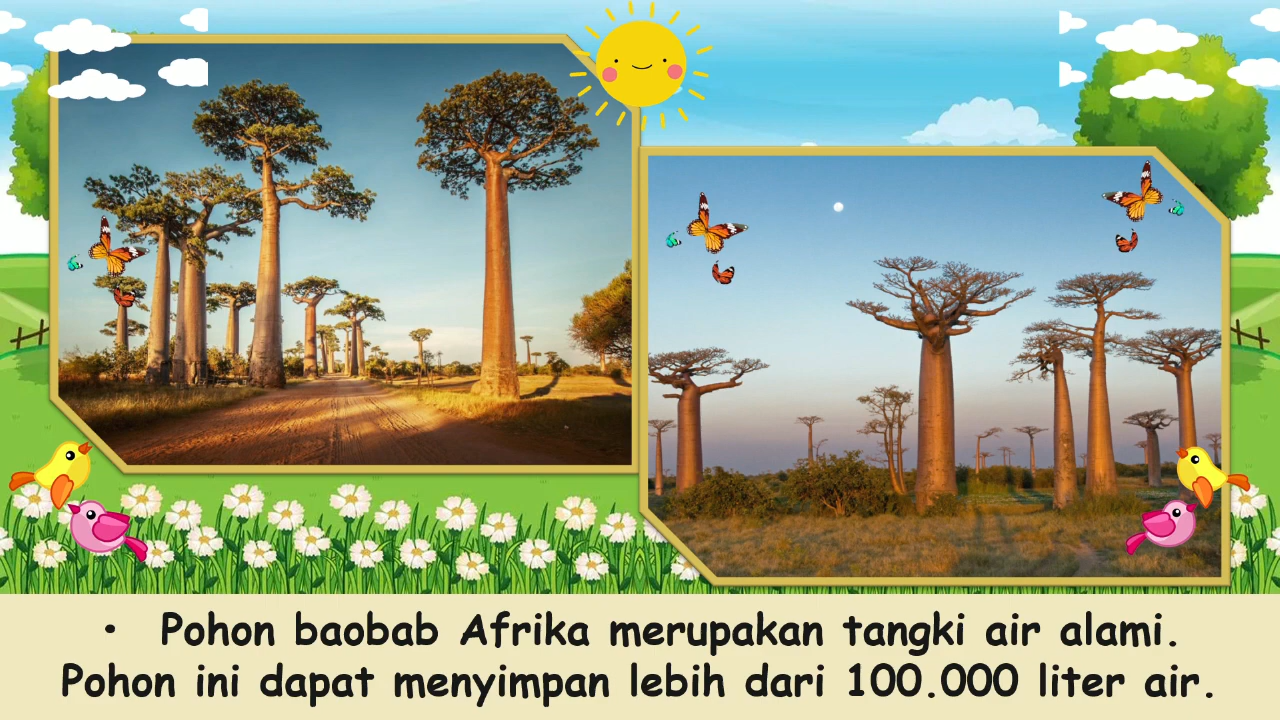 • Pohon baobab Afrika merupakan tangki air alami.
Pohon ini dapat menyimpan lebih dari 100.000 liter air.